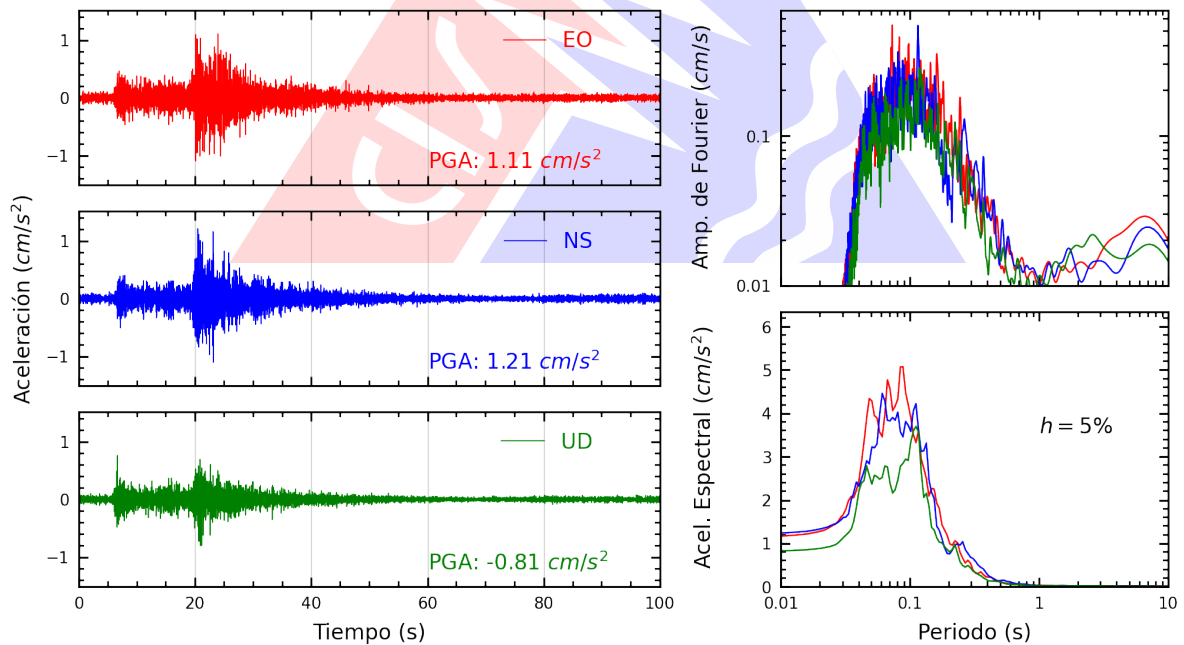 Aceleración (cm/s²)
1
0
−1
EO
PGA: 1.11 cm/s²
1
0
−1
NS
PGA: 1.21 cm/s²
1
0
−1
UD
PGA: -0.81 cm/s²
0 20 40 60 80 100
Tiempo (s)
Amp. de Fourier (cm/s)
0.1
0.01
Acel. Espectral (cm/s²)
6
5
4
3
2
1
0
h = 5%
0.01 0.1 1 10
Periodo (s)
CIS